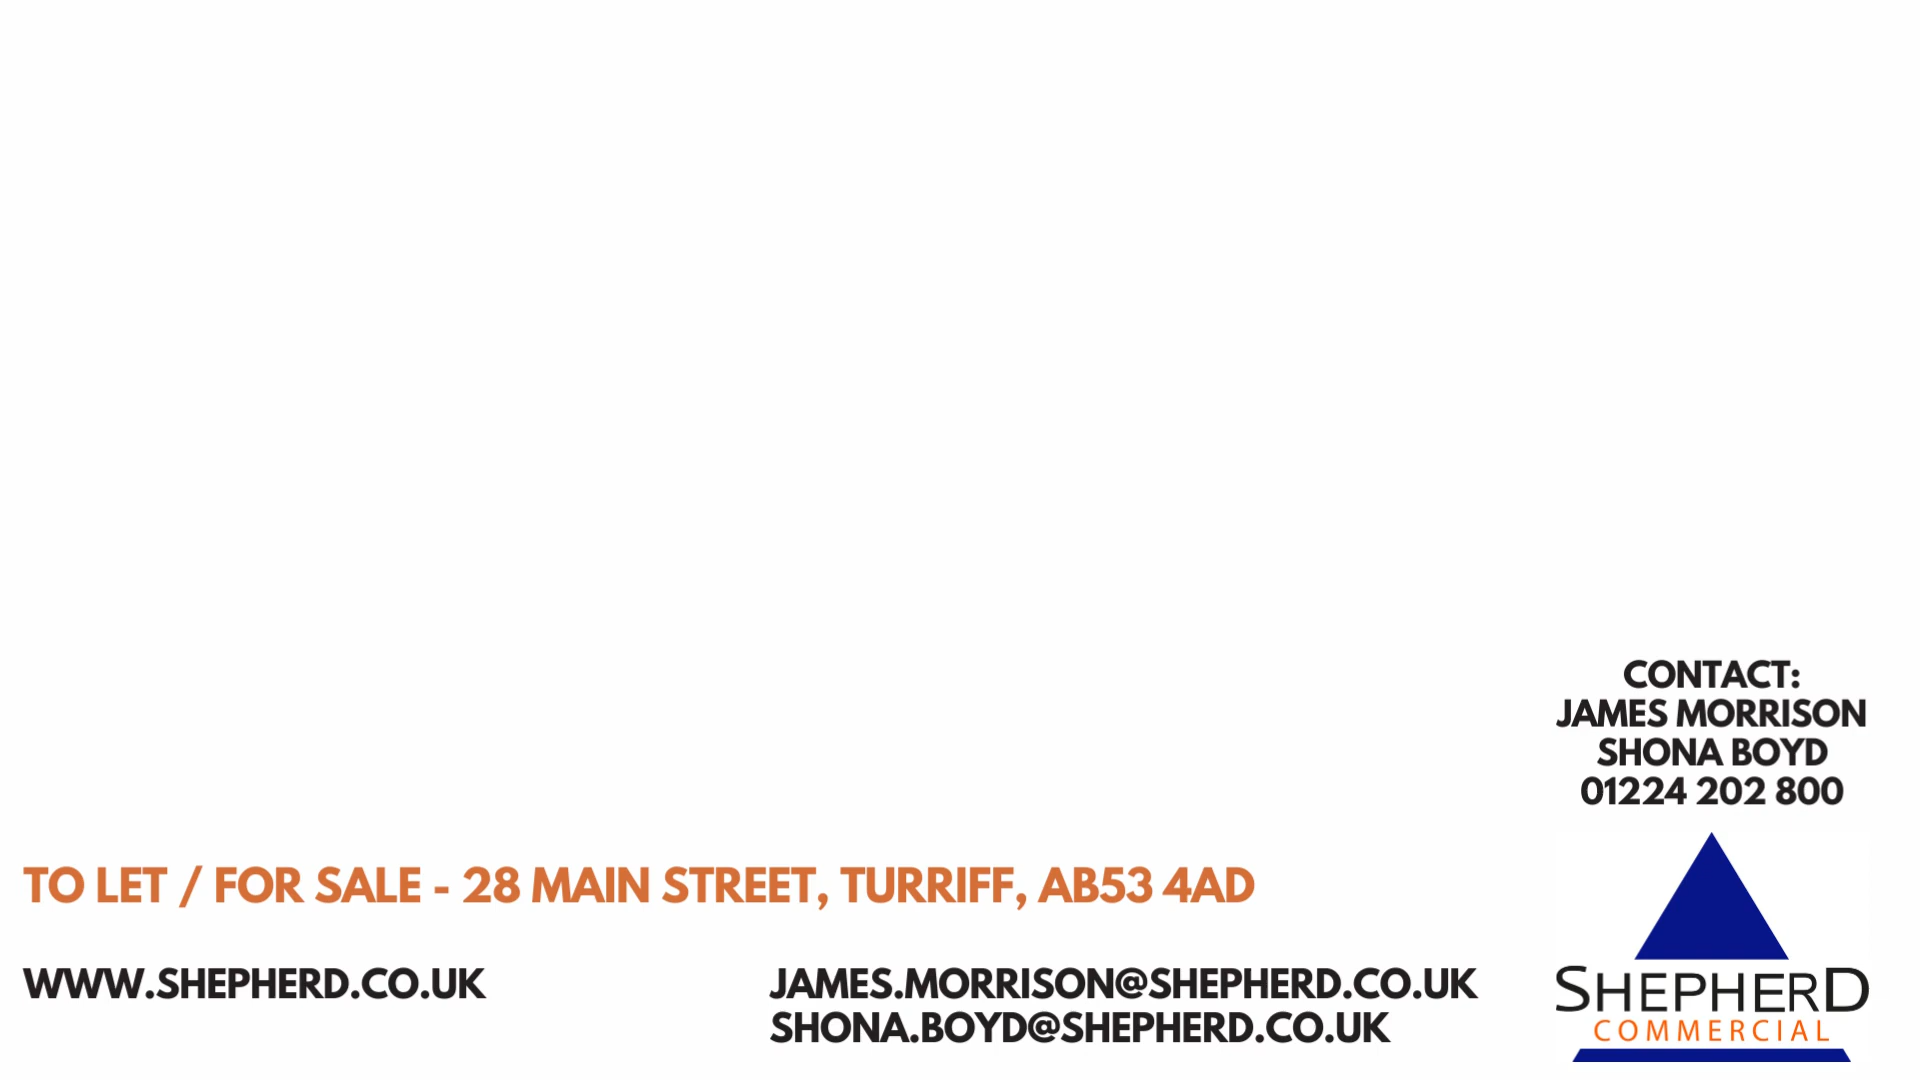 CONTACT:
JAMES MORRISON
SHONA BOYD
01224 202 800
TO LET / FOR SALE - 28 MAIN STREET, TURRIFF, AB53 4AD
WWW.SHEPHERD.CO.UK
JAMES.MORRISON@SHEPHERD.CO.UK
SHONA.BOYD@SHEPHERD.CO.UK
SHEPHERD
COMMERCIAL